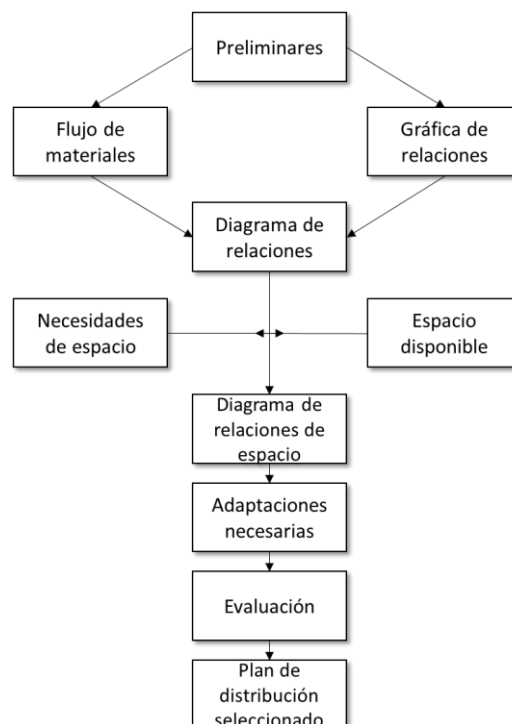 Preliminares
Flujo de
materiales
Gráfica de
relaciones
Diagrama de
relaciones
Necesidades
de espacio
Espacio
disponible
Diagrama de
relaciones de
espacio
Adaptaciones
necesarias
Evaluación
Plan de
distribución
seleccionado